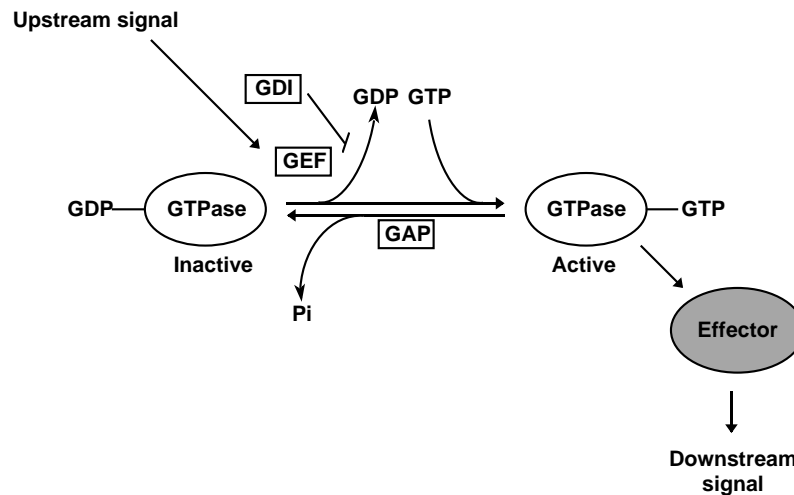 Upstream signal
GDI
GDP GTP
GEF
GDP
GTPase
GTPase
GTP
GAP
Inactive
Active
Pi
Effector
Downstream
signal